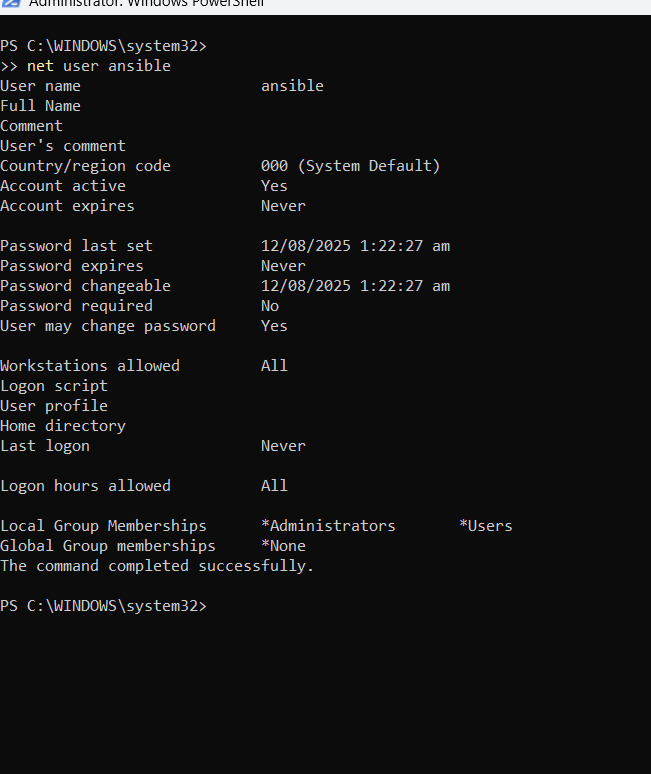 Administrator: Windows PowerShell
PS C:\WINDOWS\system32>
>> net user ansible
User name                    ansible
Full Name
Comment
User's comment
Country/region code          000 (System Default)
Account active               Yes
Account expires              Never
Password last set            12/08/2025 1:22:27 am
Password expires             Never
Password changeable          12/08/2025 1:22:27 am
Password required            No
User may change password     Yes
Workstations allowed         All
Logon script
User profile
Home directory
Last logon                   Never
Logon hours allowed          All
Local Group Memberships      *Administrators       *Users
Global Group memberships     *None
The command completed successfully.
PS C:\WINDOWS\system32>